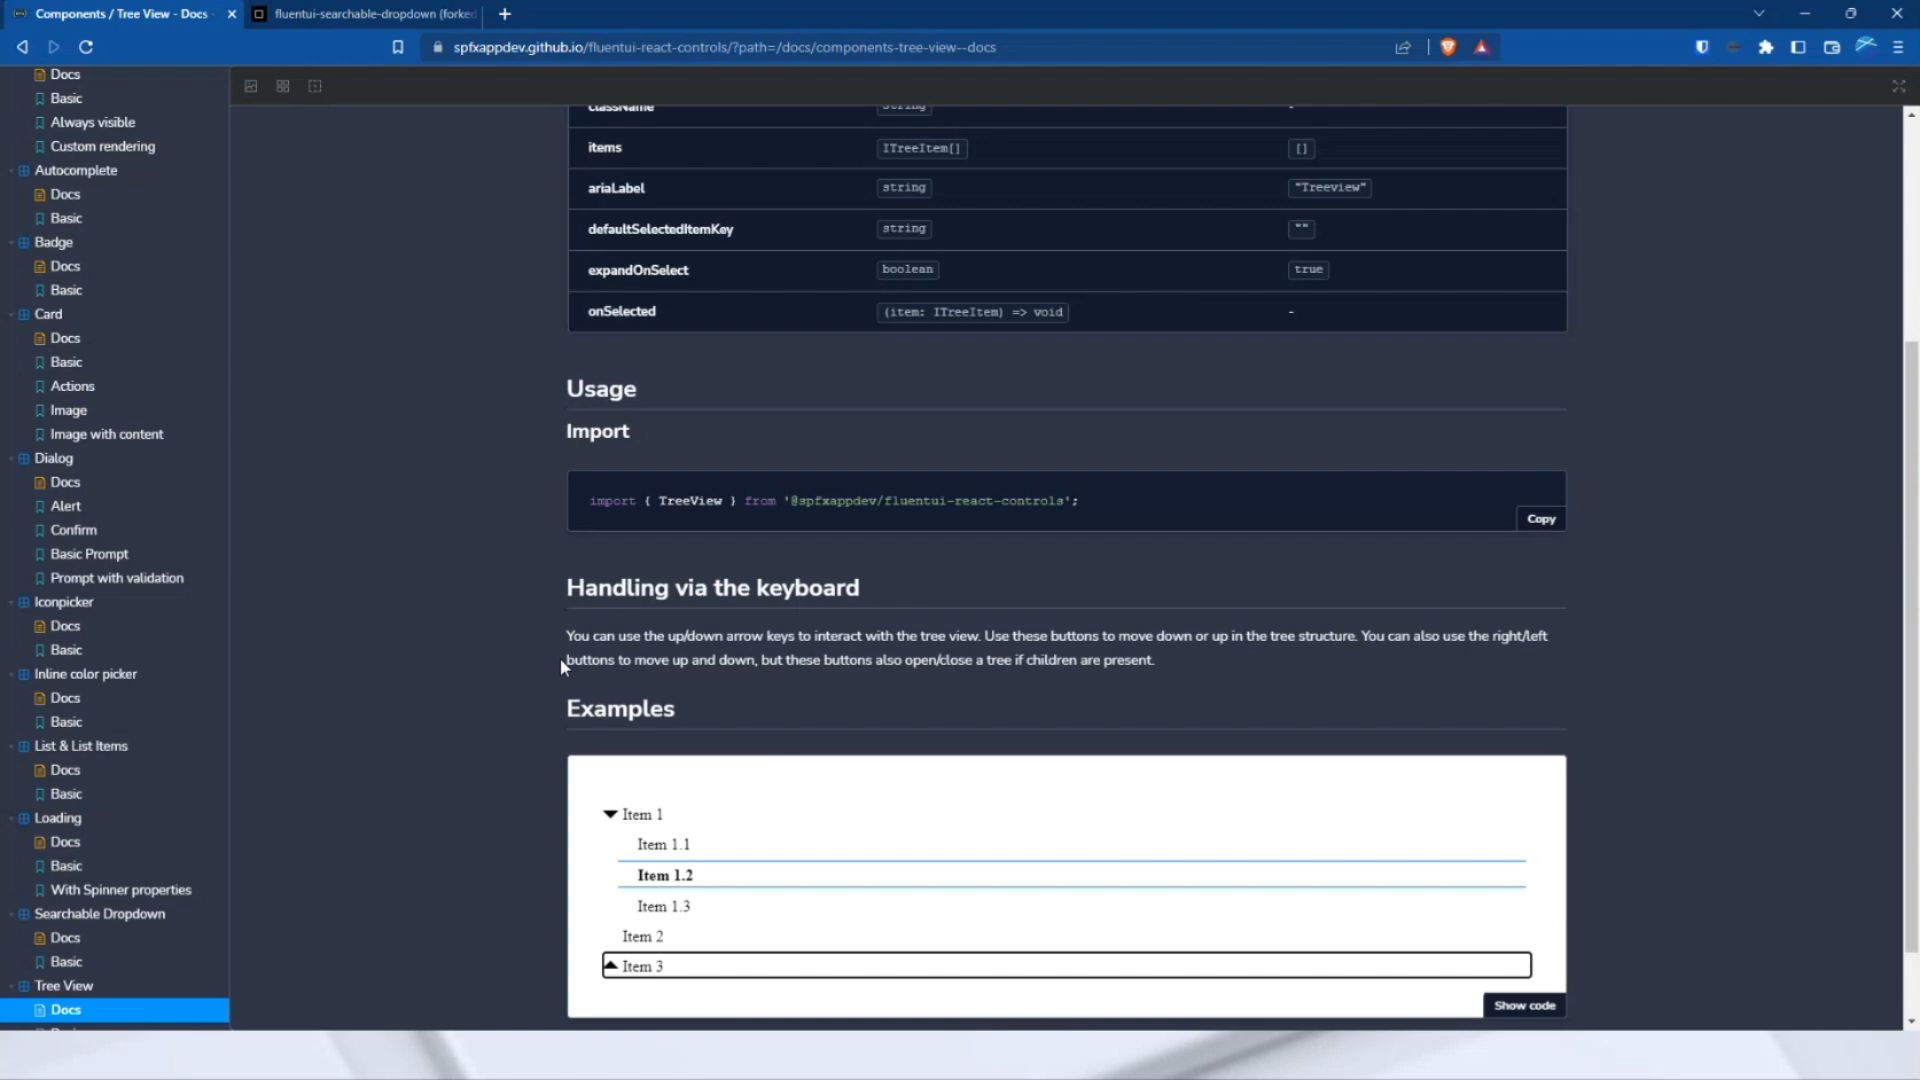 Components / Tree View - Docs
fluentui-searchable-dropdown (forked
spfxappdev.github.io/fluentui-react-controls/?path=/docs/components-tree-view--docs
Docs
Basic
Always visible
Custom rendering
Autocomplete
Docs
Basic
Badge
Docs
Basic
Card
Docs
Basic
Actions
Image
Image with content
Dialog
Docs
Alert
Confirm
Basic Prompt
Prompt with validation
Iconpicker
Docs
Basic
Inline color picker
Docs
Basic
List & List Items
Docs
Basic
Loading
Docs
Basic
With Spinner properties
Searchable Dropdown
Docs
Basic
Tree View
Docs
className string -
items ITreeItem[] []
ariaLabel string "Treeview"
defaultSelectedItemKey string ""
expandOnSelect boolean true
onSelected (item: ITreeItem) => void -
Usage
Import
import { TreeView } from '@spfxappdev/fluentui-react-controls';
Copy
Handling via the keyboard
You can use the up/down arrow keys to interact with the tree view. Use these buttons to move down or up in the tree structure. You can also use the right/left
buttons to move up and down, but these buttons also open/close a tree if children are present.
Examples
Item 1
Item 1.1
Item 1.2
Item 1.3
Item 2
Item 3
Show code